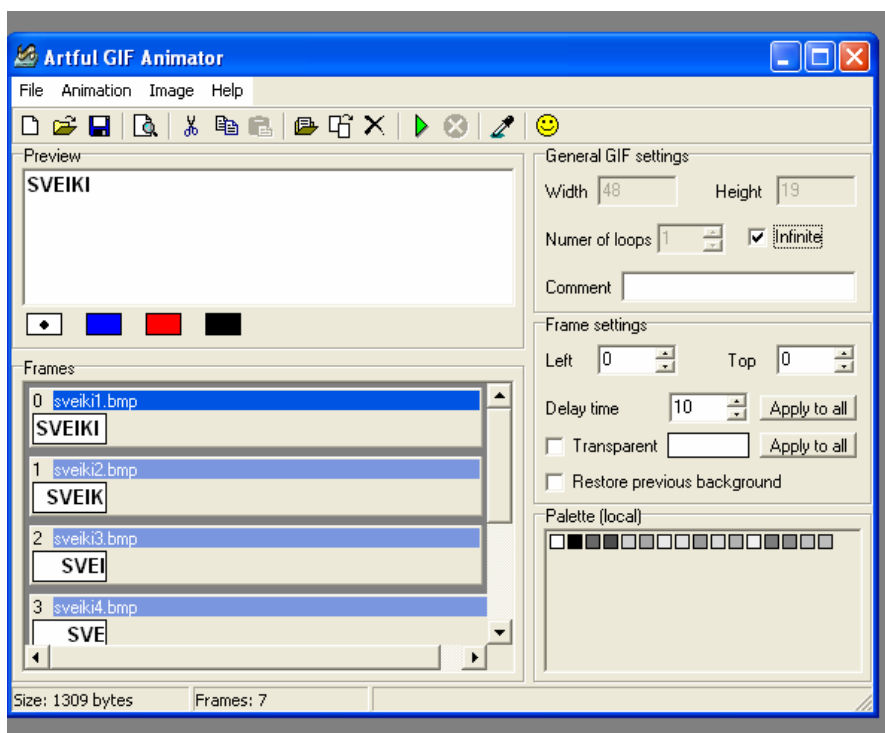 Artful GIF Animator
File Animation Image Help
Preview
SVEIKI
General GIF settings
Width 48 Height 19
Numer of loops 1 Infinite
Comment
Frame settings
Left 0 Top 0
Delay time 10 Apply to all
Transparent Apply to all
Restore previous background
Palette (local)
Frames
0 sveiki1.bmp
SVEIKI
1 sveiki2.bmp
SVEIK
2 sveiki3.bmp
SVEI
3 sveiki4.bmp
SVE
Size: 1309 bytes Frames: 7